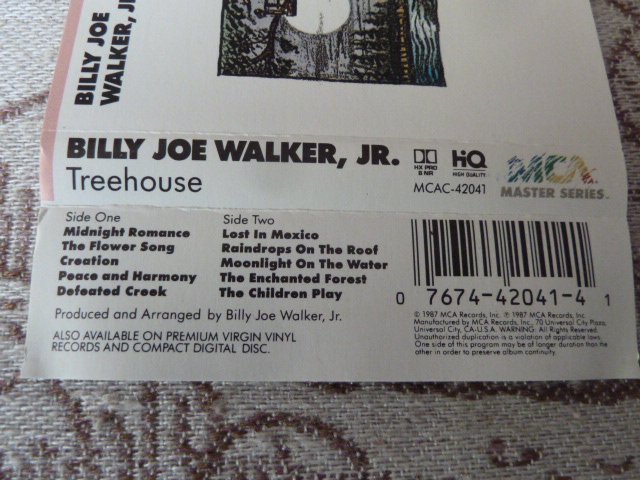 BILLY JOE
WALKER, JR.
BILLY JOE WALKER, JR.
Treehouse
HX PRO
B NR
HiQ
HIGH QUALITY
MCAC-42041
MCA
MASTER SERIES™
Side One
Midnight Romance
The Flower Song
Creation
Peace and Harmony
Defeated Creek
Side Two
Lost In Mexico
Raindrops On The Roof
Moonlight On The Water
The Enchanted Forest
The Children Play
Produced and Arranged by Billy Joe Walker, Jr.
ALSO AVAILABLE ON PREMIUM VIRGIN VINYL
RECORDS AND COMPACT DIGITAL DISC.
0 7674-42041-4 1
© 1987 MCA Records, Inc. ℗ 1987 MCA Records, Inc.
Manufactured by MCA Records, Inc., 70 Universal City Plaza,
Universal City, CA.-U.S.A. WARNING: All Rights Reserved.
Unauthorized duplication is a violation of applicable laws.
One side of this program may be of longer duration than the
other in order to preserve album continuity.